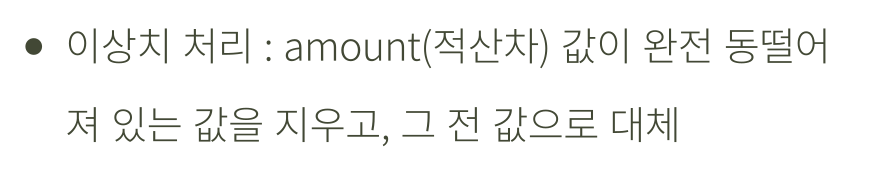 ● 이상치 처리 : amount(적산차) 값이 완전 동떨어
져 있는 값을 지우고, 그 전 값으로 대체